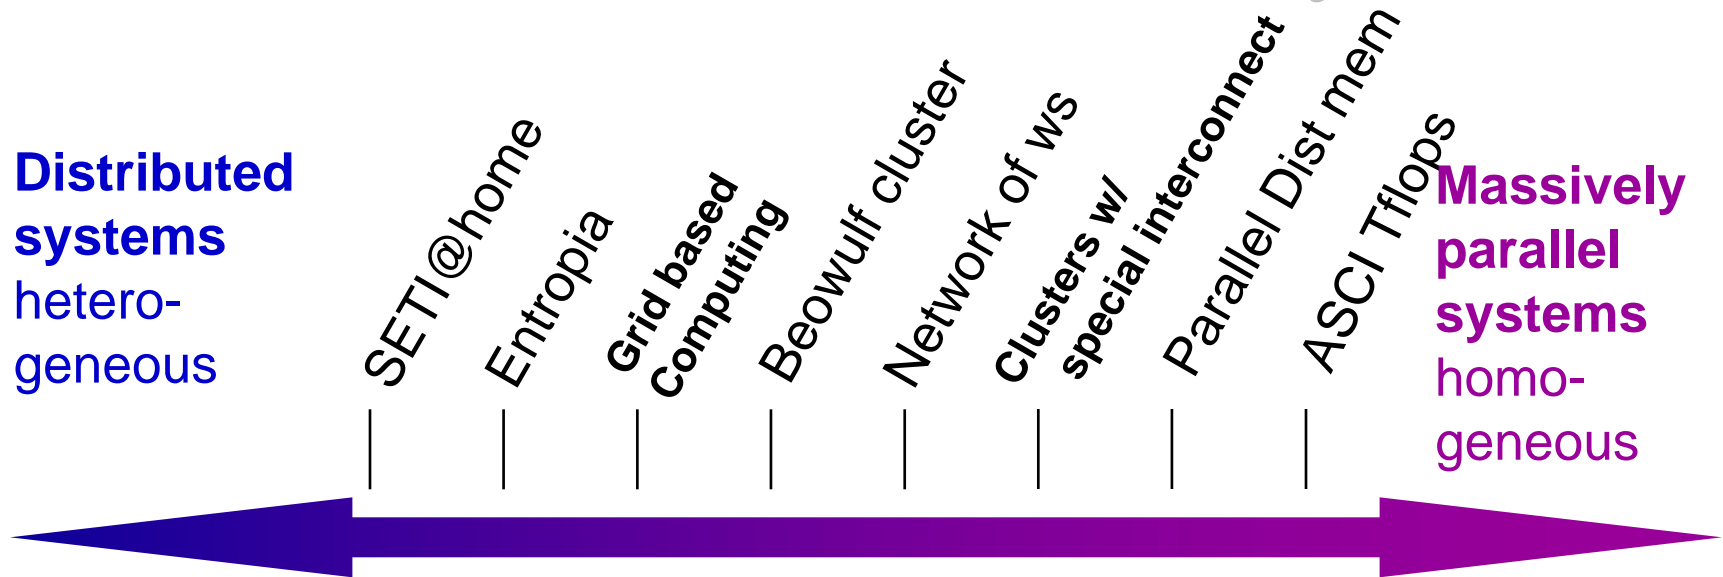 Distributed
systems
hetero-
geneous
SETI@home
Entropia
Grid based
Computing
Beowulf cluster
Network of ws
Clusters w/
special interconnect
Parallel Dist mem
ASCI Tflops
Massively
parallel
systems
homo-
geneous